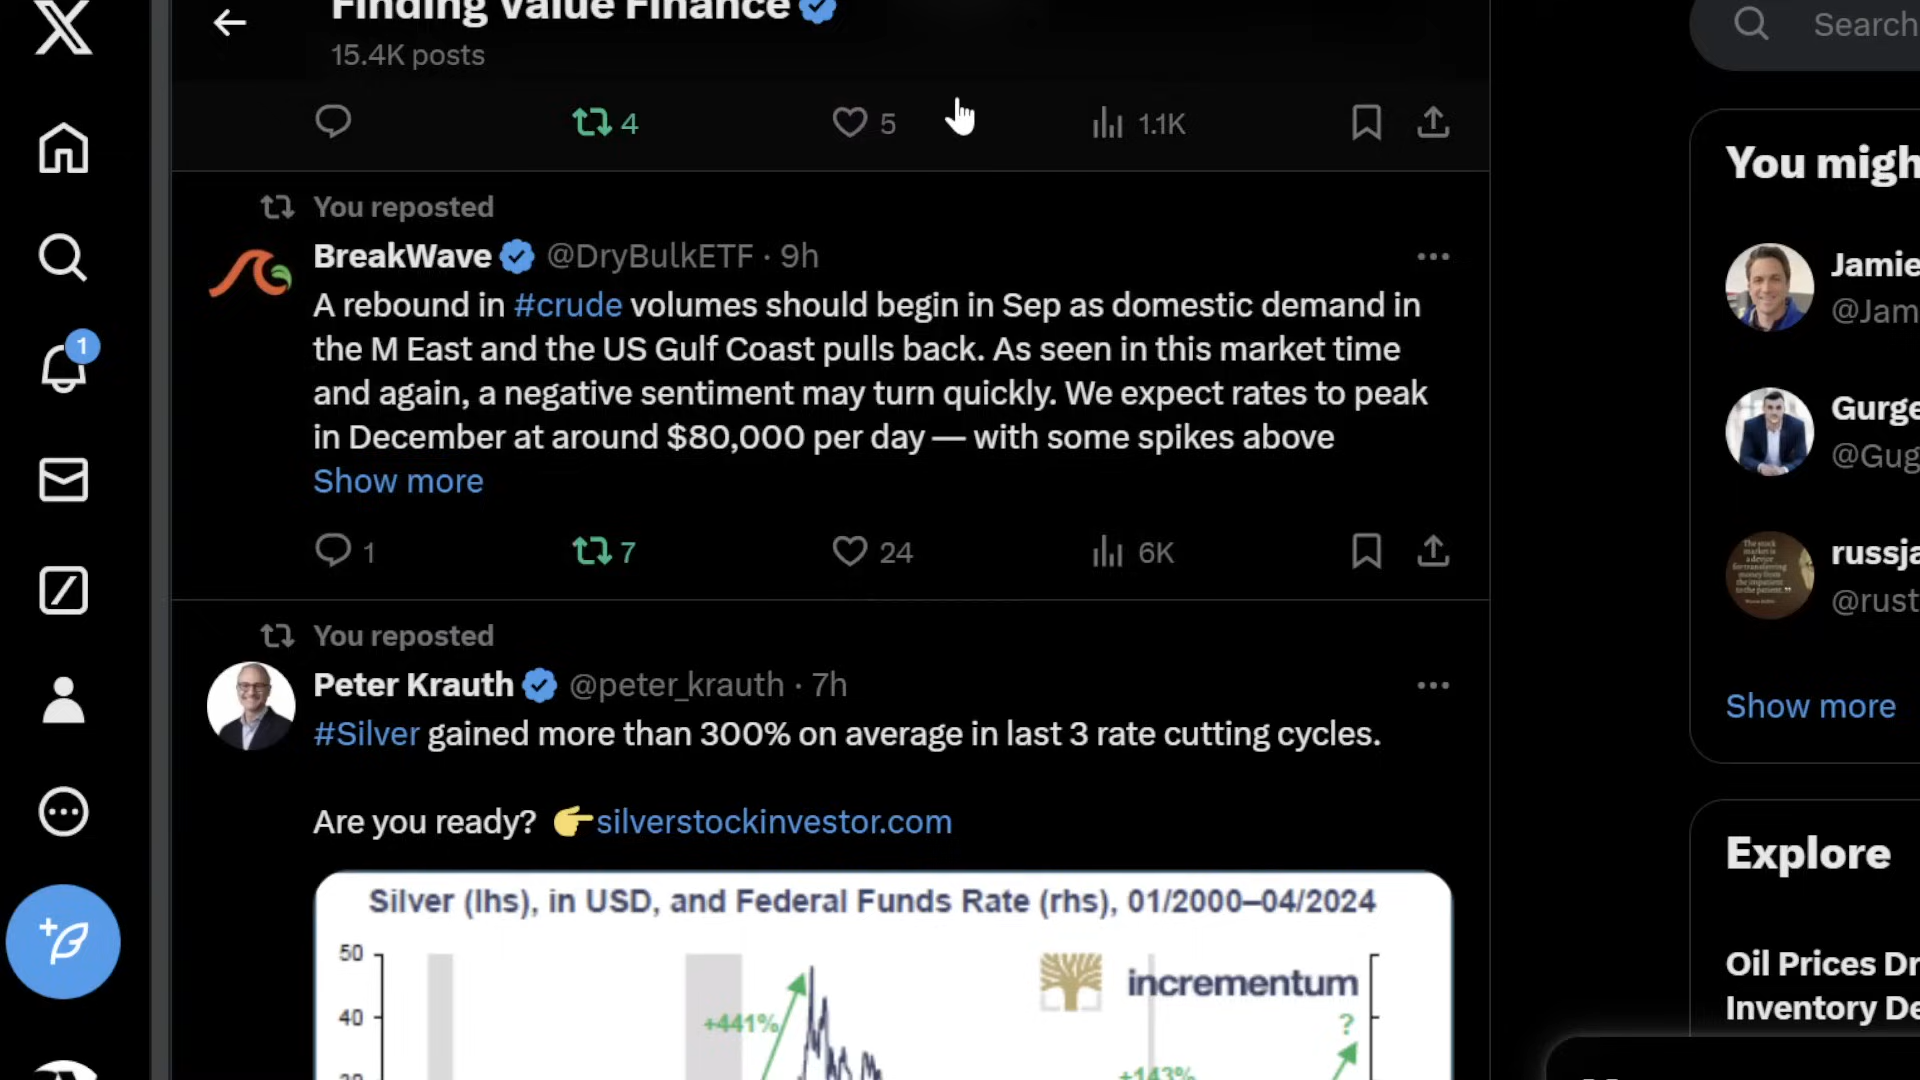 Finding Value Finance
15.4K posts
Search
4
5
1.1K
You reposted
BreakWave @DryBulkETF · 9h
A rebound in #crude volumes should begin in Sep as domestic demand in
the M East and the US Gulf Coast pulls back. As seen in this market time
and again, a negative sentiment may turn quickly. We expect rates to peak
in December at around $80,000 per day — with some spikes above
Show more
1
7
24
6K
You reposted
Peter Krauth @peter_krauth · 7h
#Silver gained more than 300% on average in last 3 rate cutting cycles.
Are you ready? 👉silverstockinvestor.com
Silver (lhs), in USD, and Federal Funds Rate (rhs), 01/2000–04/2024
50
40
+441%
incrementum
?
+143%
1
You migh
Jamie
@Jam
Gurge
@Gug
russja
@rust
Show more
Explore
Oil Prices Dr
Inventory De